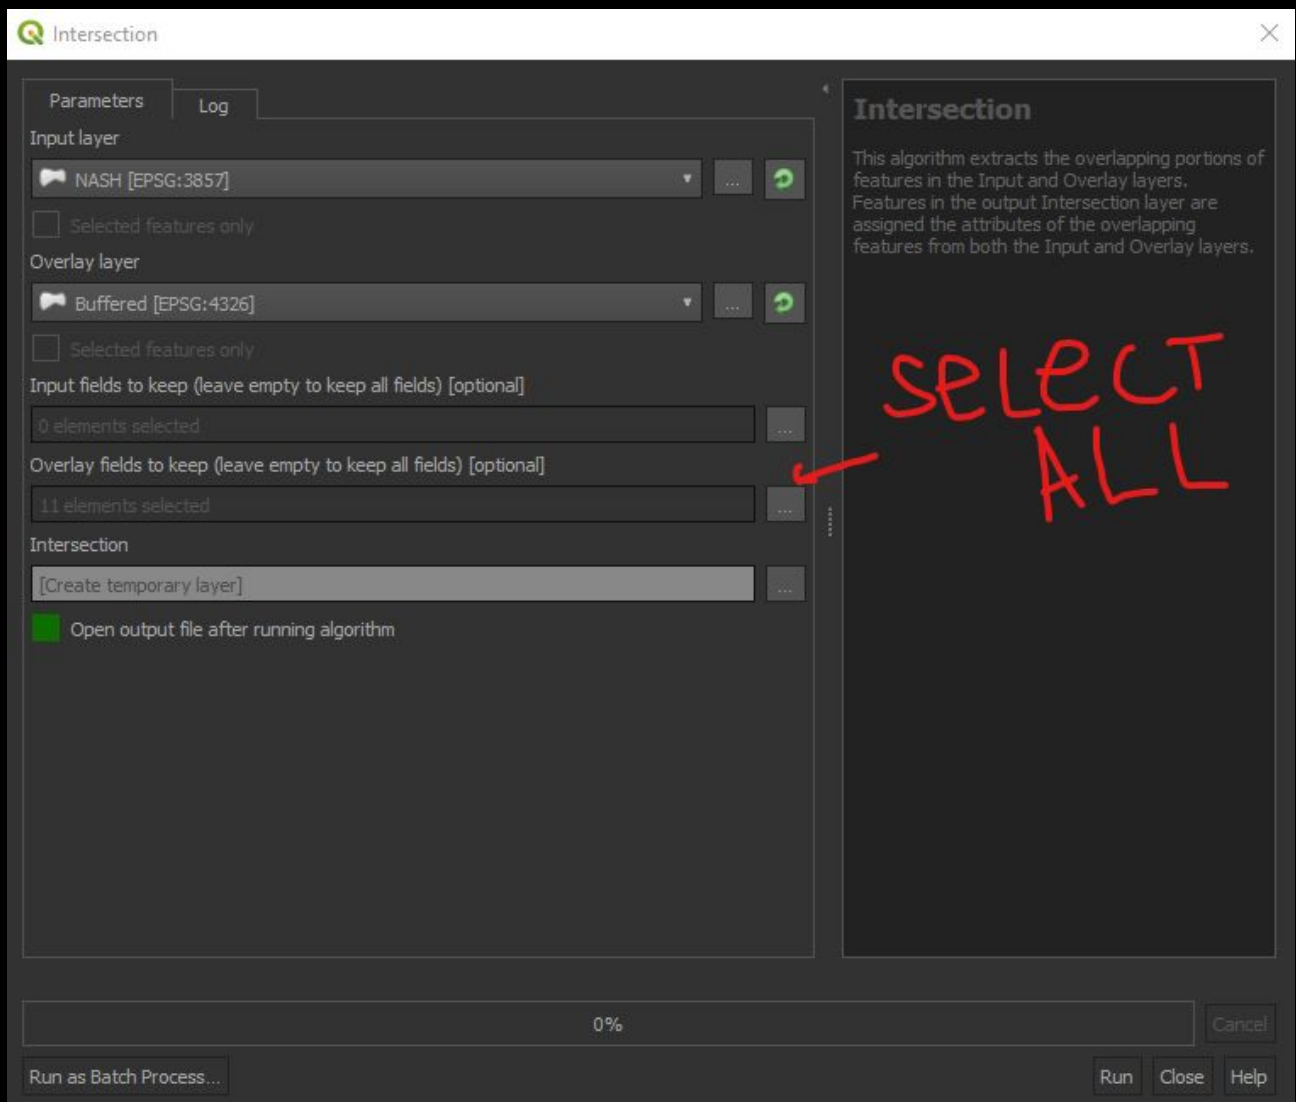 Intersection
Parameters
Log
Input layer
NASH [EPSG:3857]
...
Selected features only
Overlay layer
Buffered [EPSG:4326]
...
Selected features only
Input fields to keep (leave empty to keep all fields) [optional]
0 elements selected
...
Overlay fields to keep (leave empty to keep all fields) [optional]
11 elements selected
...
Intersection
[Create temporary layer]
...
Open output file after running algorithm
Intersection
This algorithm extracts the overlapping portions of
features in the Input and Overlay layers.
Features in the output Intersection layer are
assigned the attributes of the overlapping
features from both the Input and Overlay layers.
SeLecT
ALL
0%
Cancel
Run as Batch Process...
Run
Close
Help